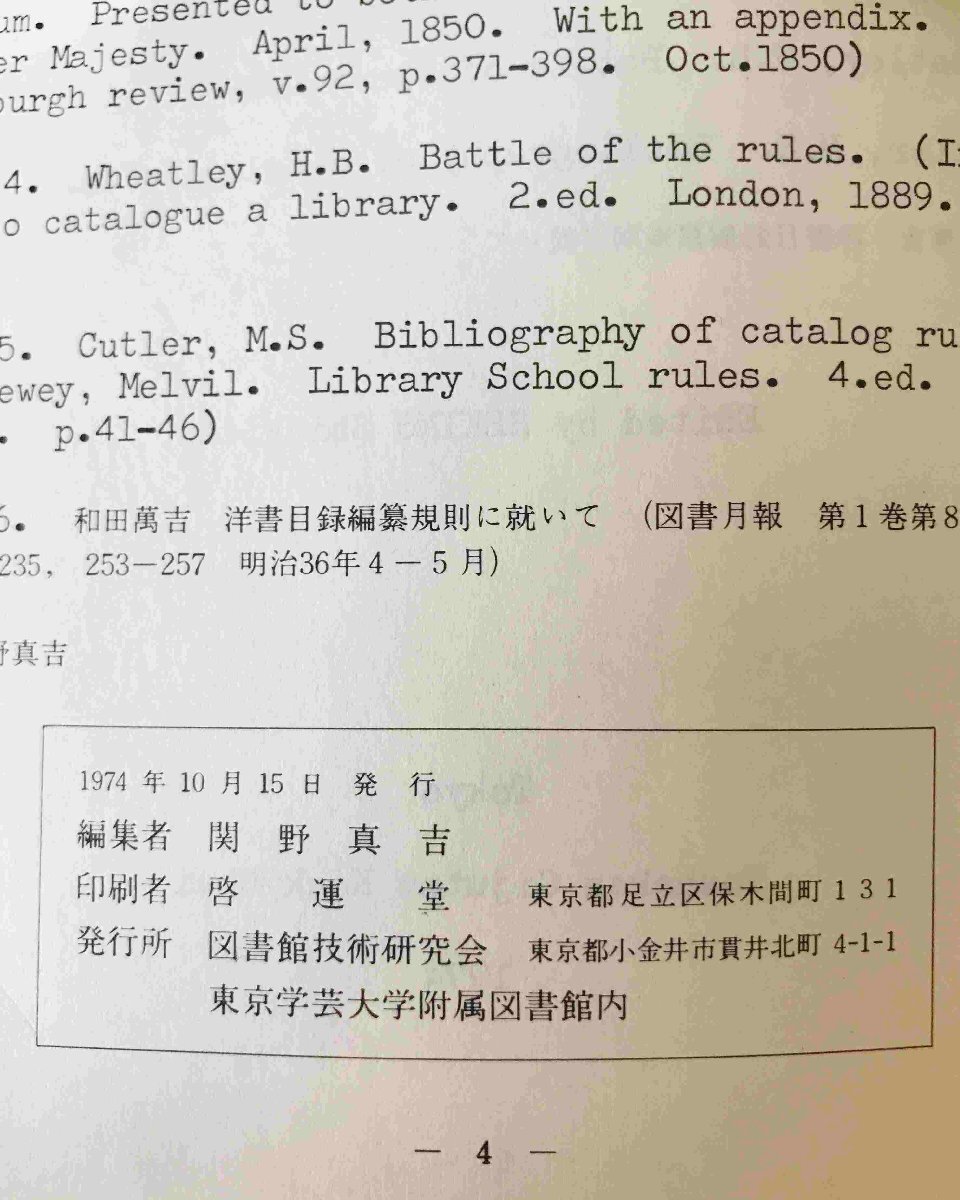 um. Presented to
er Majesty. April, 1850. With an appendix.
burgh review, v.92, p.371-398. Oct.1850)
4. Wheatley, H.B. Battle of the rules. (I
o catalogue a library. 2.ed. London, 1889.
5. Cutler, M.S. Bibliography of catalog ru
ewey, Melvil. Library School rules. 4.ed.
. p.41-46)
6. 和田萬吉 洋書目録編纂規則に就いて (図書月報 第1巻第8
235, 253-257 明治36年4-5月)
野真吉
1974年10月15日発行
編集者 関野真吉
印刷者 啓運堂 東京都足立区保木間町131
発行所 図書館技術研究会 東京都小金井市貫井北町4-1-1
東京学芸大学附属図書館内
— 4 —